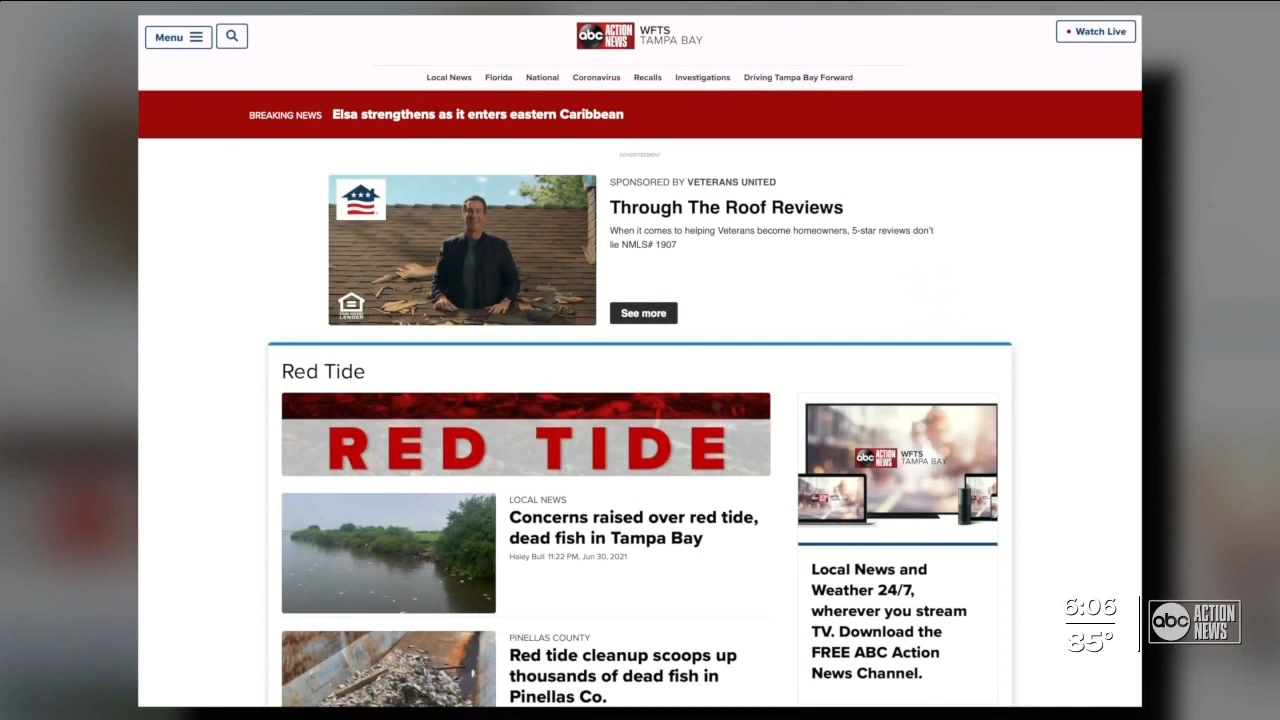 Menu
abc ACTION NEWS
WFTS
TAMPA BAY
Watch Live
Local News Florida National Coronavirus Recalls Investigations Driving Tampa Bay Forward
BREAKING NEWS Elsa strengthens as it enters eastern Caribbean
ADVERTISEMENT
SPONSORED BY VETERANS UNITED
Through The Roof Reviews
When it comes to helping Veterans become homeowners, 5-star reviews don't
lie NMLS# 1907
EQUAL HOUSING
LENDER
See more
Red Tide
RED TIDE
LOCAL NEWS
Concerns raised over red tide,
dead fish in Tampa Bay
Haley Bull 11:22 PM, Jun 30, 2021
PINELLAS COUNTY
Red tide cleanup scoops up
thousands of dead fish in
Pinellas Co.
abc ACTION NEWS
WFTS
TAMPA BAY
Local News and
Weather 24/7,
wherever you stream
TV. Download the
FREE ABC Action
News Channel.
6:06
85°
abc ACTION NEWS